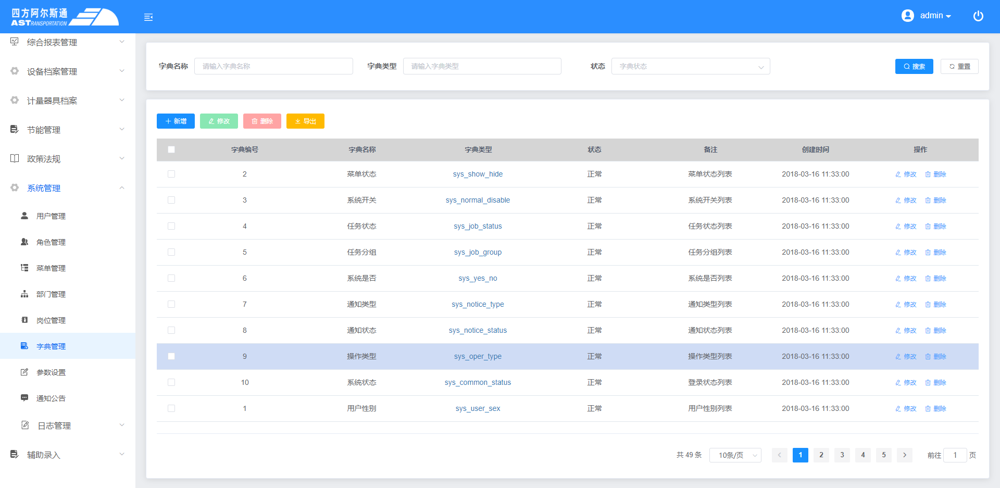 四方阿尔斯通
ASTRANSPORTATION
admin
综合报表管理
设备档案管理
计量器具档案
节能管理
政策法规
系统管理
用户管理
角色管理
菜单管理
部门管理
岗位管理
字典管理
参数设置
通知公告
日志管理
辅助录入
字典名称 请输入字典名称 字典类型 请输入字典类型 状态 字典状态 搜索 重置
新增 修改 删除 导出
字典编号 字典名称 字典类型 状态 备注 创建时间 操作
2 菜单状态 sys_show_hide 正常 菜单状态列表 2018-03-16 11:33:00 修改 删除
3 系统开关 sys_normal_disable 正常 系统开关列表 2018-03-16 11:33:00 修改 删除
4 任务状态 sys_job_status 正常 任务状态列表 2018-03-16 11:33:00 修改 删除
5 任务分组 sys_job_group 正常 任务分组列表 2018-03-16 11:33:00 修改 删除
6 系统是否 sys_yes_no 正常 系统是否列表 2018-03-16 11:33:00 修改 删除
7 通知类型 sys_notice_type 正常 通知类型列表 2018-03-16 11:33:00 修改 删除
8 通知状态 sys_notice_status 正常 通知状态列表 2018-03-16 11:33:00 修改 删除
9 操作类型 sys_oper_type 正常 操作类型列表 2018-03-16 11:33:00 修改 删除
10 系统状态 sys_common_status 正常 登录状态列表 2018-03-16 11:33:00 修改 删除
1 用户性别 sys_user_sex 正常 用户性别列表 2018-03-16 11:33:00 修改 删除
共 49 条 10条/页 1 2 3 4 5 前往 1 页